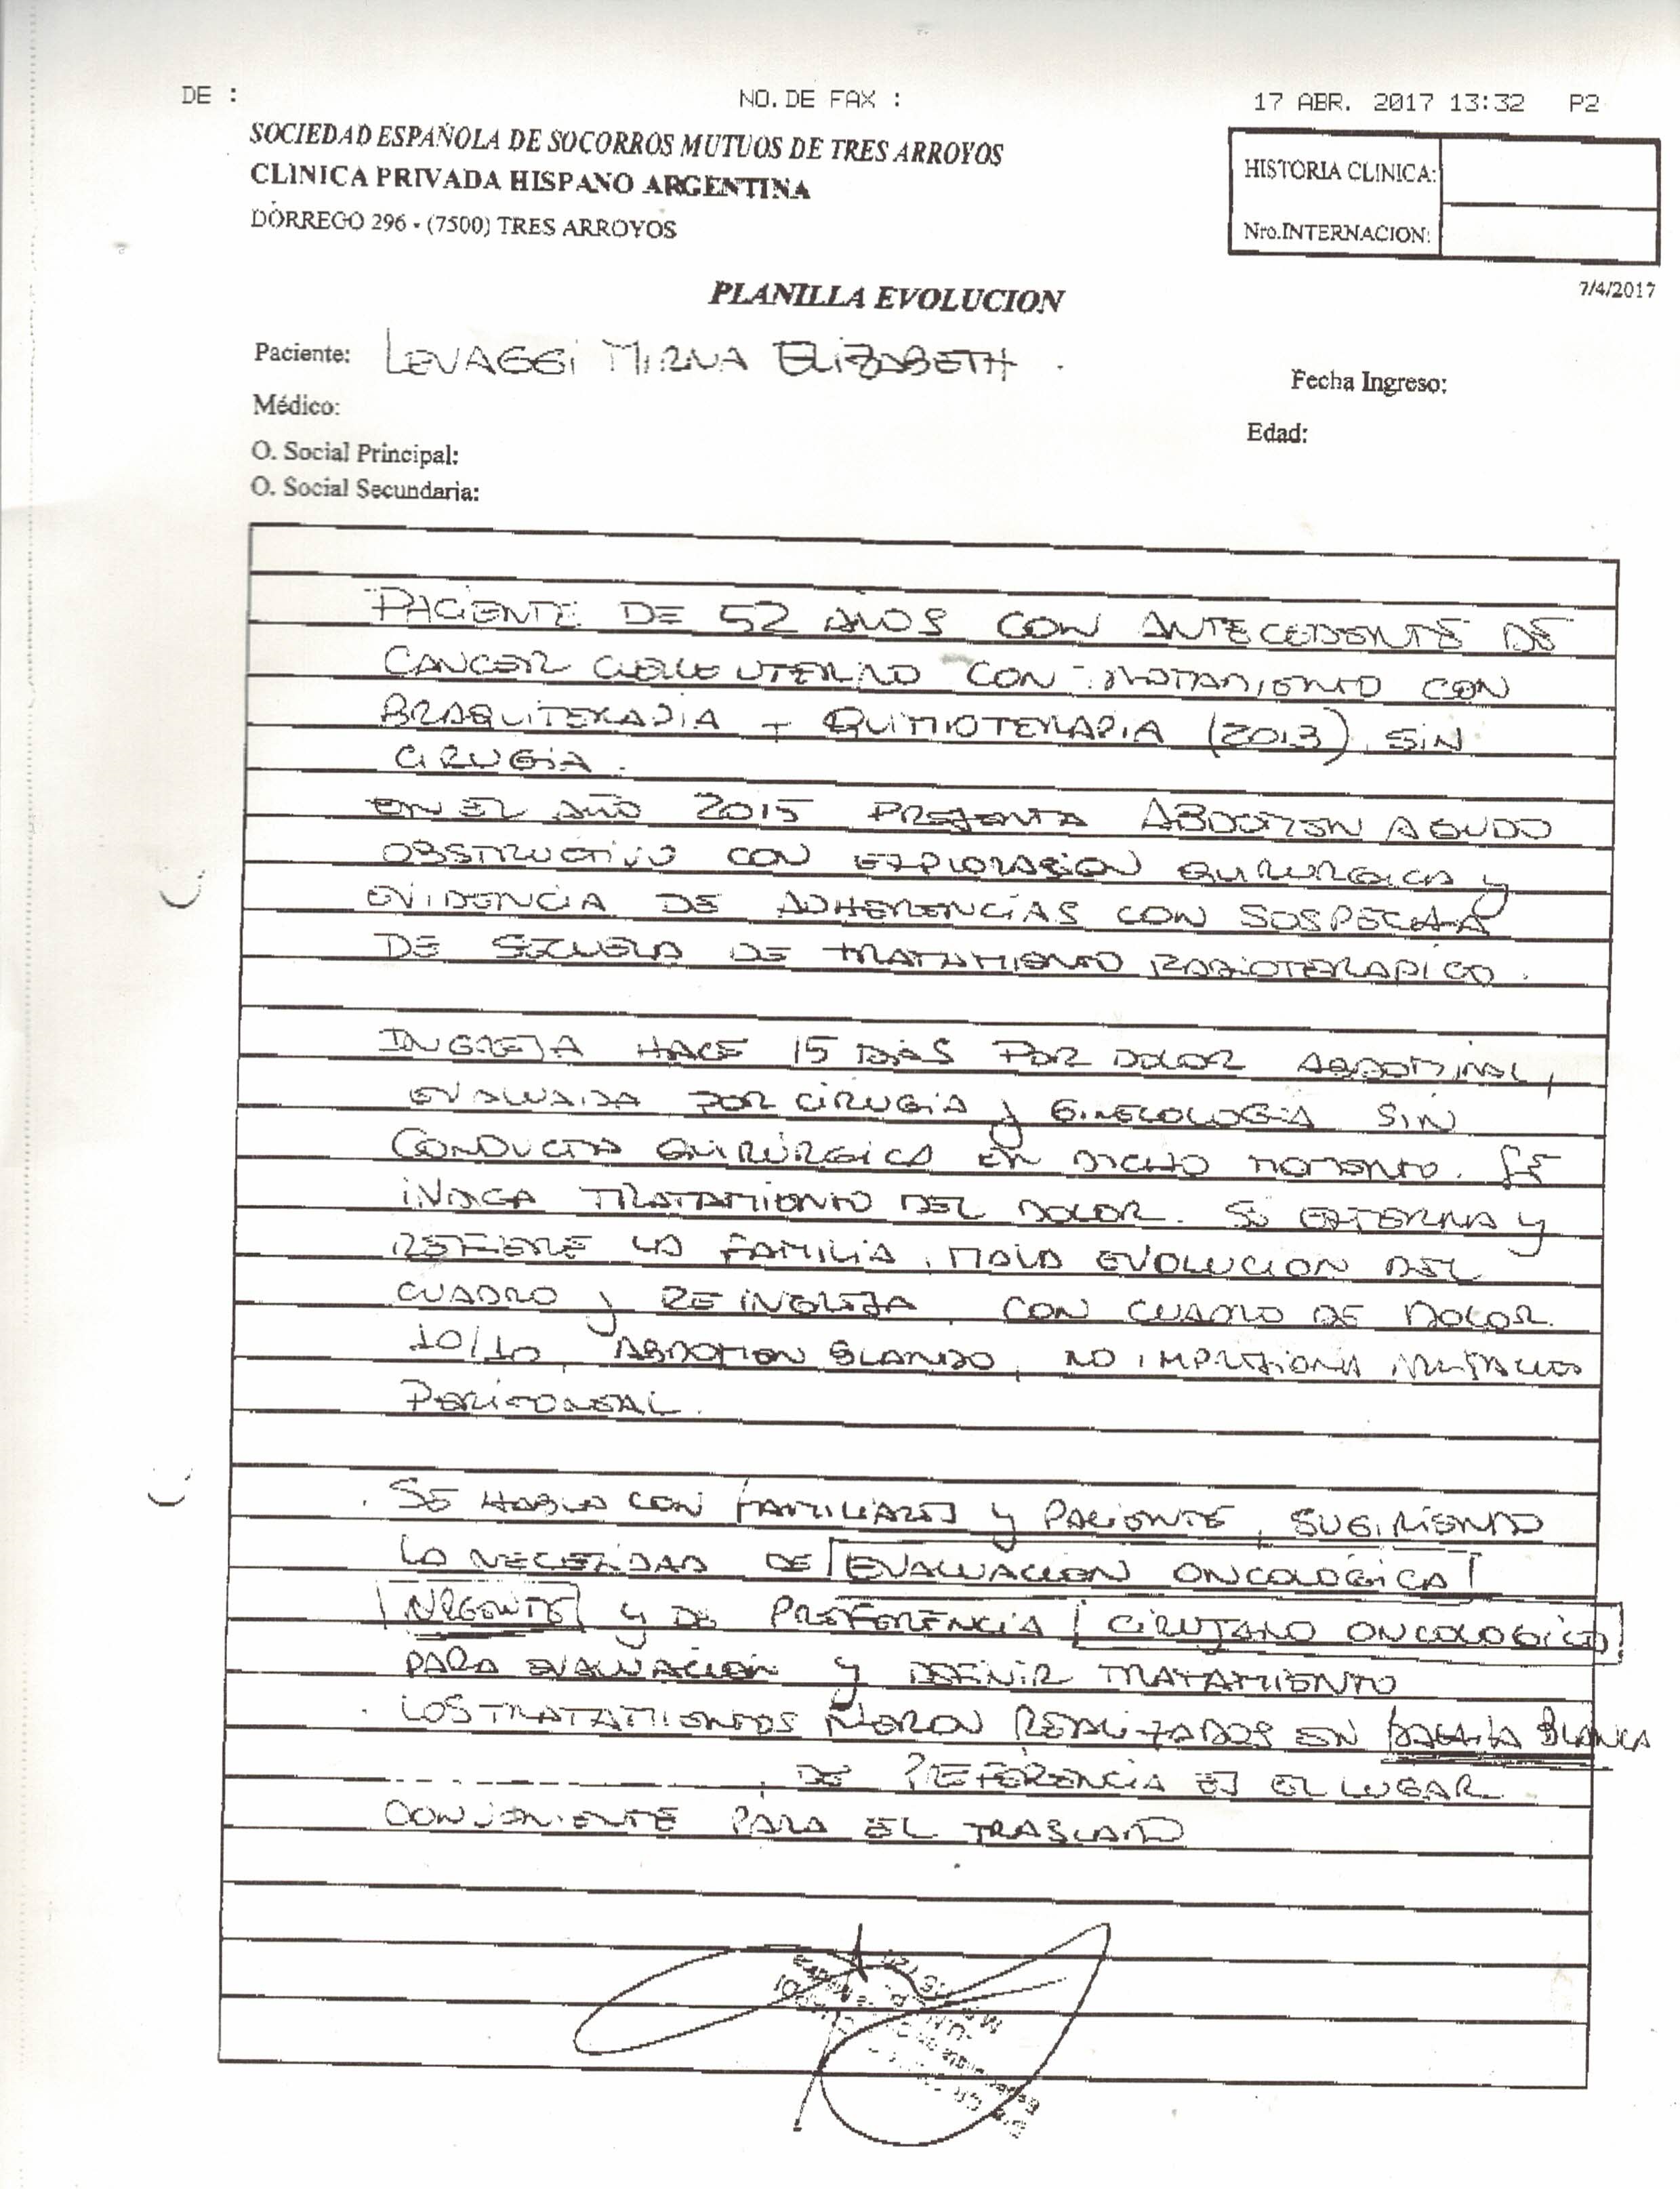 DE :
NO. DE FAX :
17 ABR. 2017 13:32 P2
SOCIEDAD ESPAÑOLA DE SOCORROS MUTUOS DE TRES ARROYOS
CLINICA PRIVADA HISPANO ARGENTINA
DORREGO 296 - (7500) TRES ARROYOS
HISTORIA CLINICA:
Nro.INTERNACION:
7/4/2017
PLANILLA EVOLUCION
Paciente: LEVAGGI MIRNA ELIZABETH.
Fecha Ingreso:
Médico:
Edad:
O. Social Principal:
O. Social Secundaria:
PACIENTE DE 52 AÑOS CON ANTECEDENTE DE
CANCER CUELLO UTERINO CON TRATAMIENTO CON
BRAQUITERAPIA + QUIMIOTERAPIA (2013) SIN
CIRUGIA.
EN EL AÑO 2015 PRESENTA ABDOMEN AGUDO
OBSTRUCTIVO CON EXPLORACION QUIRURGICA y
EVIDENCIA DE ADHERENCIAS CON SOSPECHA
DE SECUELA DE TRATAMIENTO RADIOTERAPICO.
INGRESA HACE 15 DIAS POR DOLOR ABDOMINAL,
EVALUADA POR CIRUGIA y GINECOLOGIA SIN
CONDUCTA QUIRÚRGICA EN DICHO MOMENTO. SE
INDICA TRATAMIENTO DEL DOLOR. SE EXTERNA y
REFIERE LA FAMILIA, MALA EVOLUCION DEL
CUADRO y REINGRESA CON CUADRO DE DOLOR
10/10, ABDOMEN BLANDO, NO IMPRESIONA
PERITONEAL.
. SE HABLA CON FAMILIARES y PACIENTE, SUGIRIENDO
LA NECESIDAD DE EVALUACION ONCOLÓGICA
URGENTE y DE PREFERENCIA CIRUJANO ONCOLOGICO
PARA EVALUACION y DEFINIR TRATAMIENTO
. LOS TRATAMIENTOS FUERON REALIZADOS EN BAHIA BLANCA
, DE PREFERENCIA ES EL LUGAR
CONVENIENTE PARA EL TRASLADO